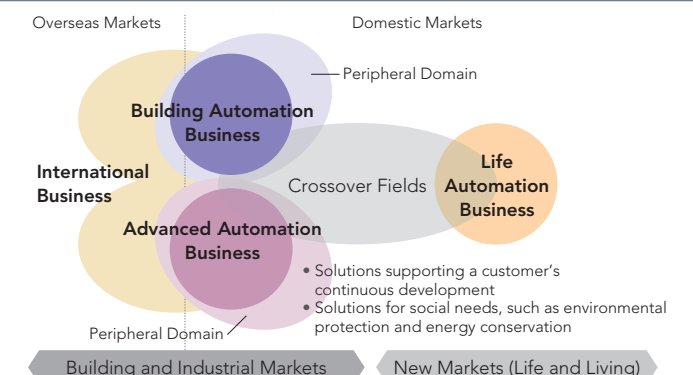 Overseas Markets
Domestic Markets
Peripheral Domain
Building Automation
Business
International
Business
Crossover Fields
Life
Automation
Business
Advanced Automation
Business
• Solutions supporting a customer's
continuous development
• Solutions for social needs, such as environmental
protection and energy conservation
Peripheral Domain
Building and Industrial Markets
New Markets (Life and Living)